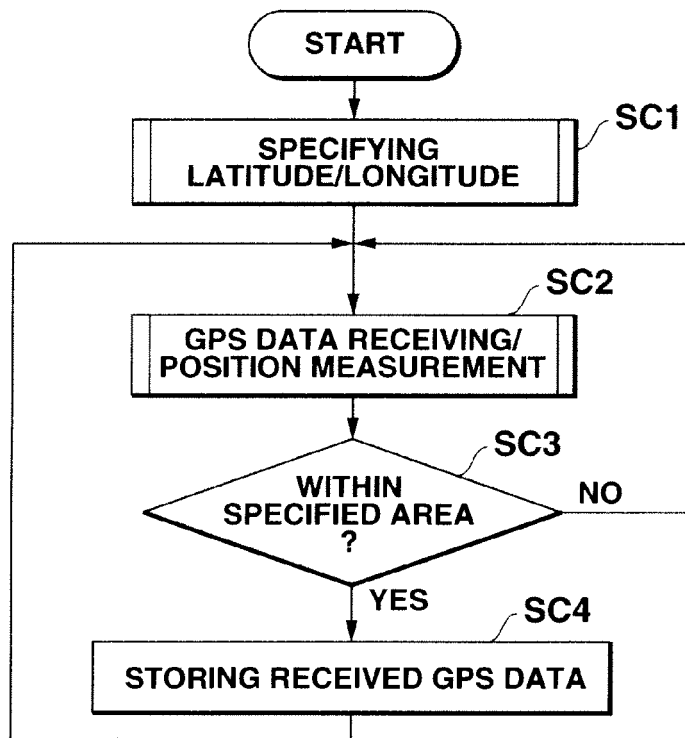 START
SC1
SPECIFYING
LATITUDE/LONGITUDE
SC2
GPS DATA RECEIVING/
POSITION MEASUREMENT
SC3
WITHIN
SPECIFIED AREA
?
NO
YES
SC4
STORING RECEIVED GPS DATA